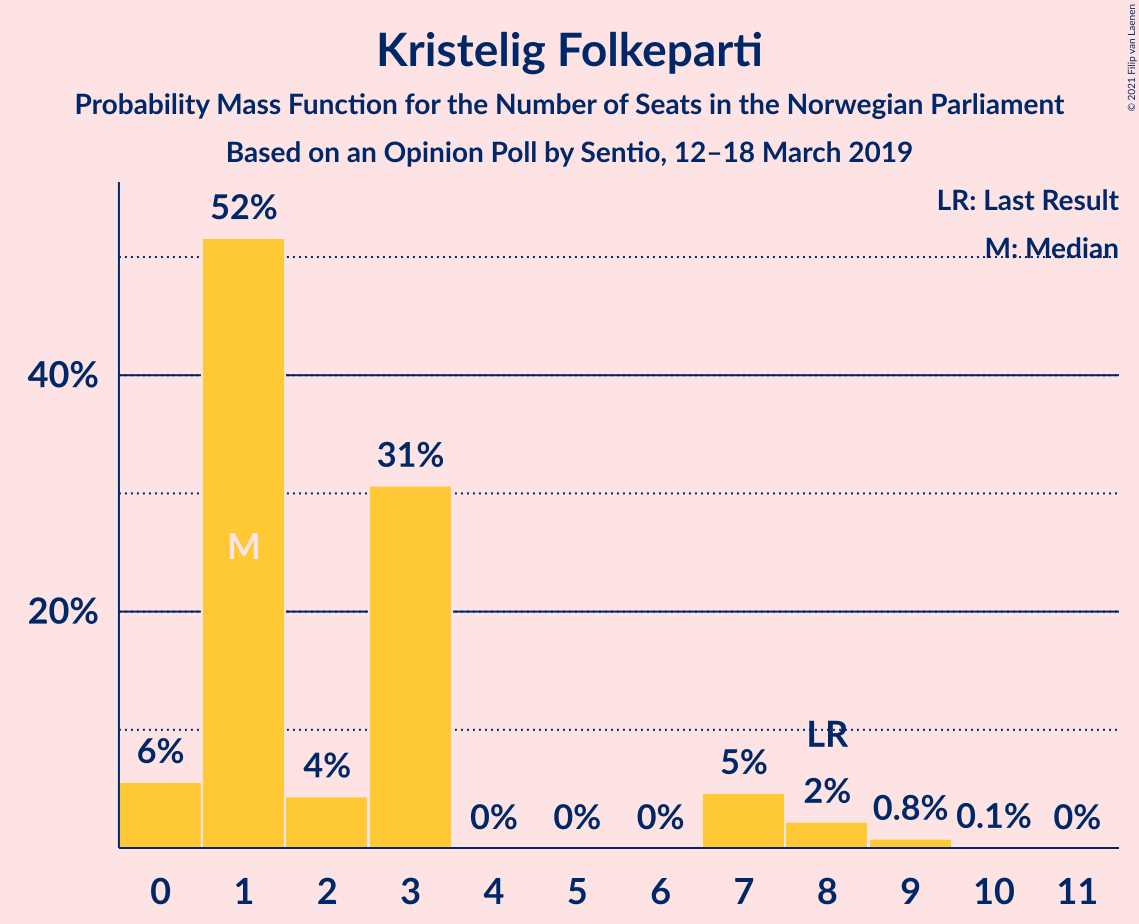 Kristelig Folkeparti
Probability Mass Function for the Number of Seats in the Norwegian Parliament
Based on an Opinion Poll by Sentio, 12–18 March 2019
© 2021 Filip van Laenen
LR: Last Result
M: Median
52%
40%
31%
M
20%
LR
6%
4%
5%
2%
0%
0%
0%
0.8%
0.1%
0%
0 1 2 3 4 5 6 7 8 9 10 11